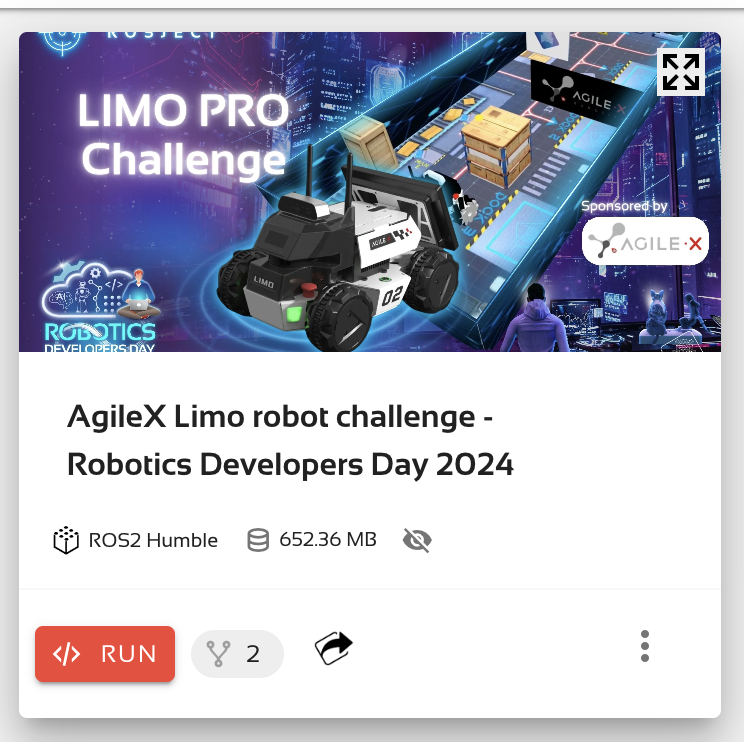 ROSJECT
LIMO PRO
Challenge
AGILE X
Sponsored by
AGILE·X
AGILE
LIMO
02
ROBOTICS
DEVELOPERS DAY
AgileX Limo robot challenge -
Robotics Developers Day 2024
ROS2 Humble
652.36 MB
</> RUN
2